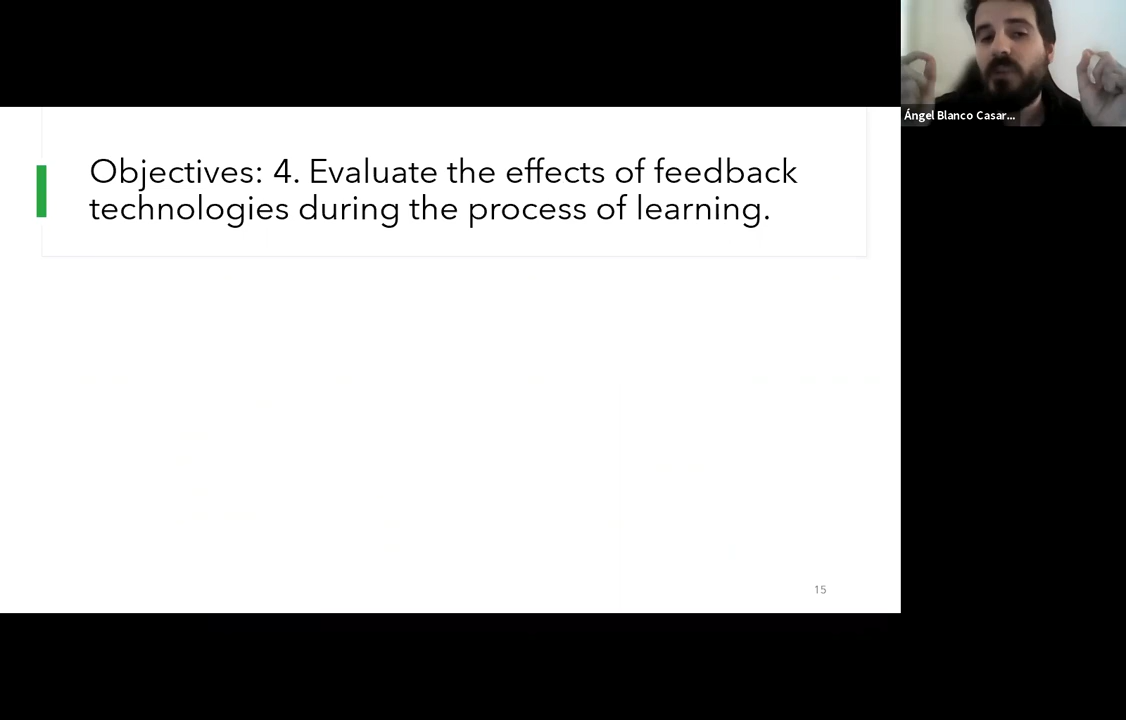 Ángel Blanco Casar...
Objectives: 4. Evaluate the effects of feedback
technologies during the process of learning.
15